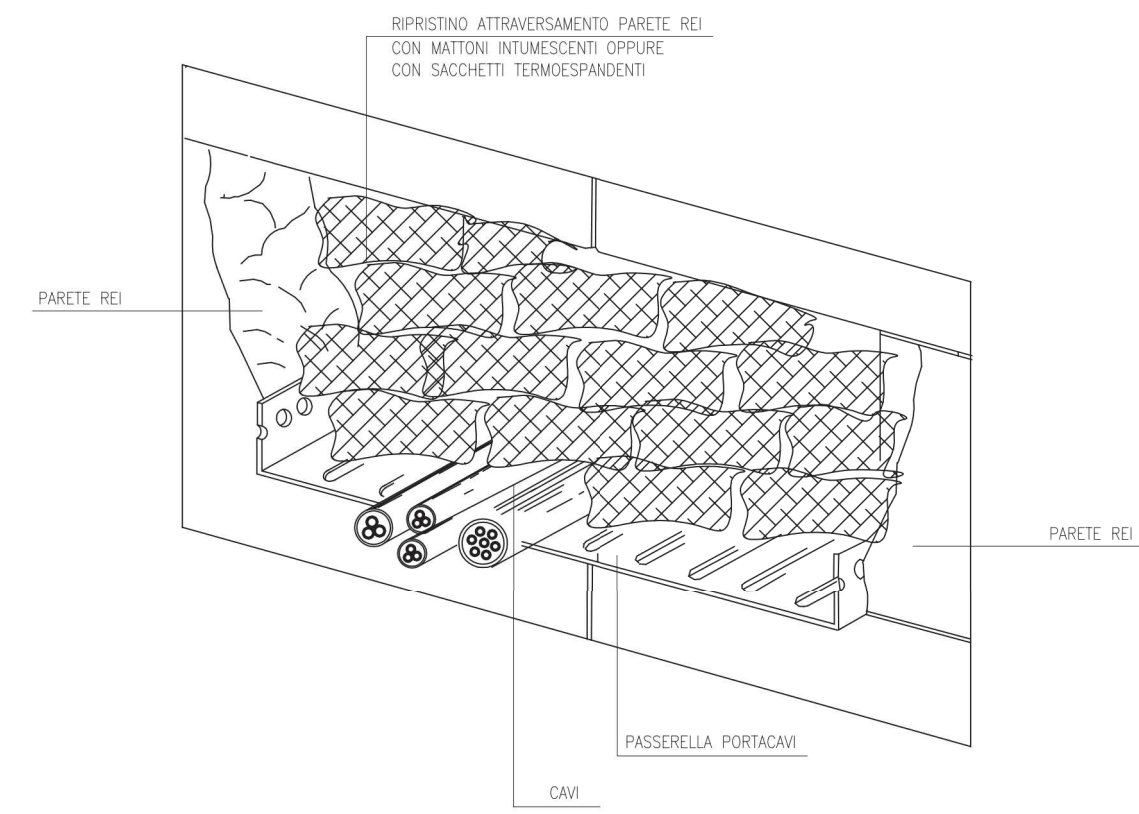 RIPRISTINO ATTRAVERSAMENTO PARETE REI
CON MATTONI INTUMESCENTI OPPURE
CON SACCHETTI TERMOESPANDENTI
PARETE REI
PARETE REI
PASSERELLA PORTACAVI
CAVI